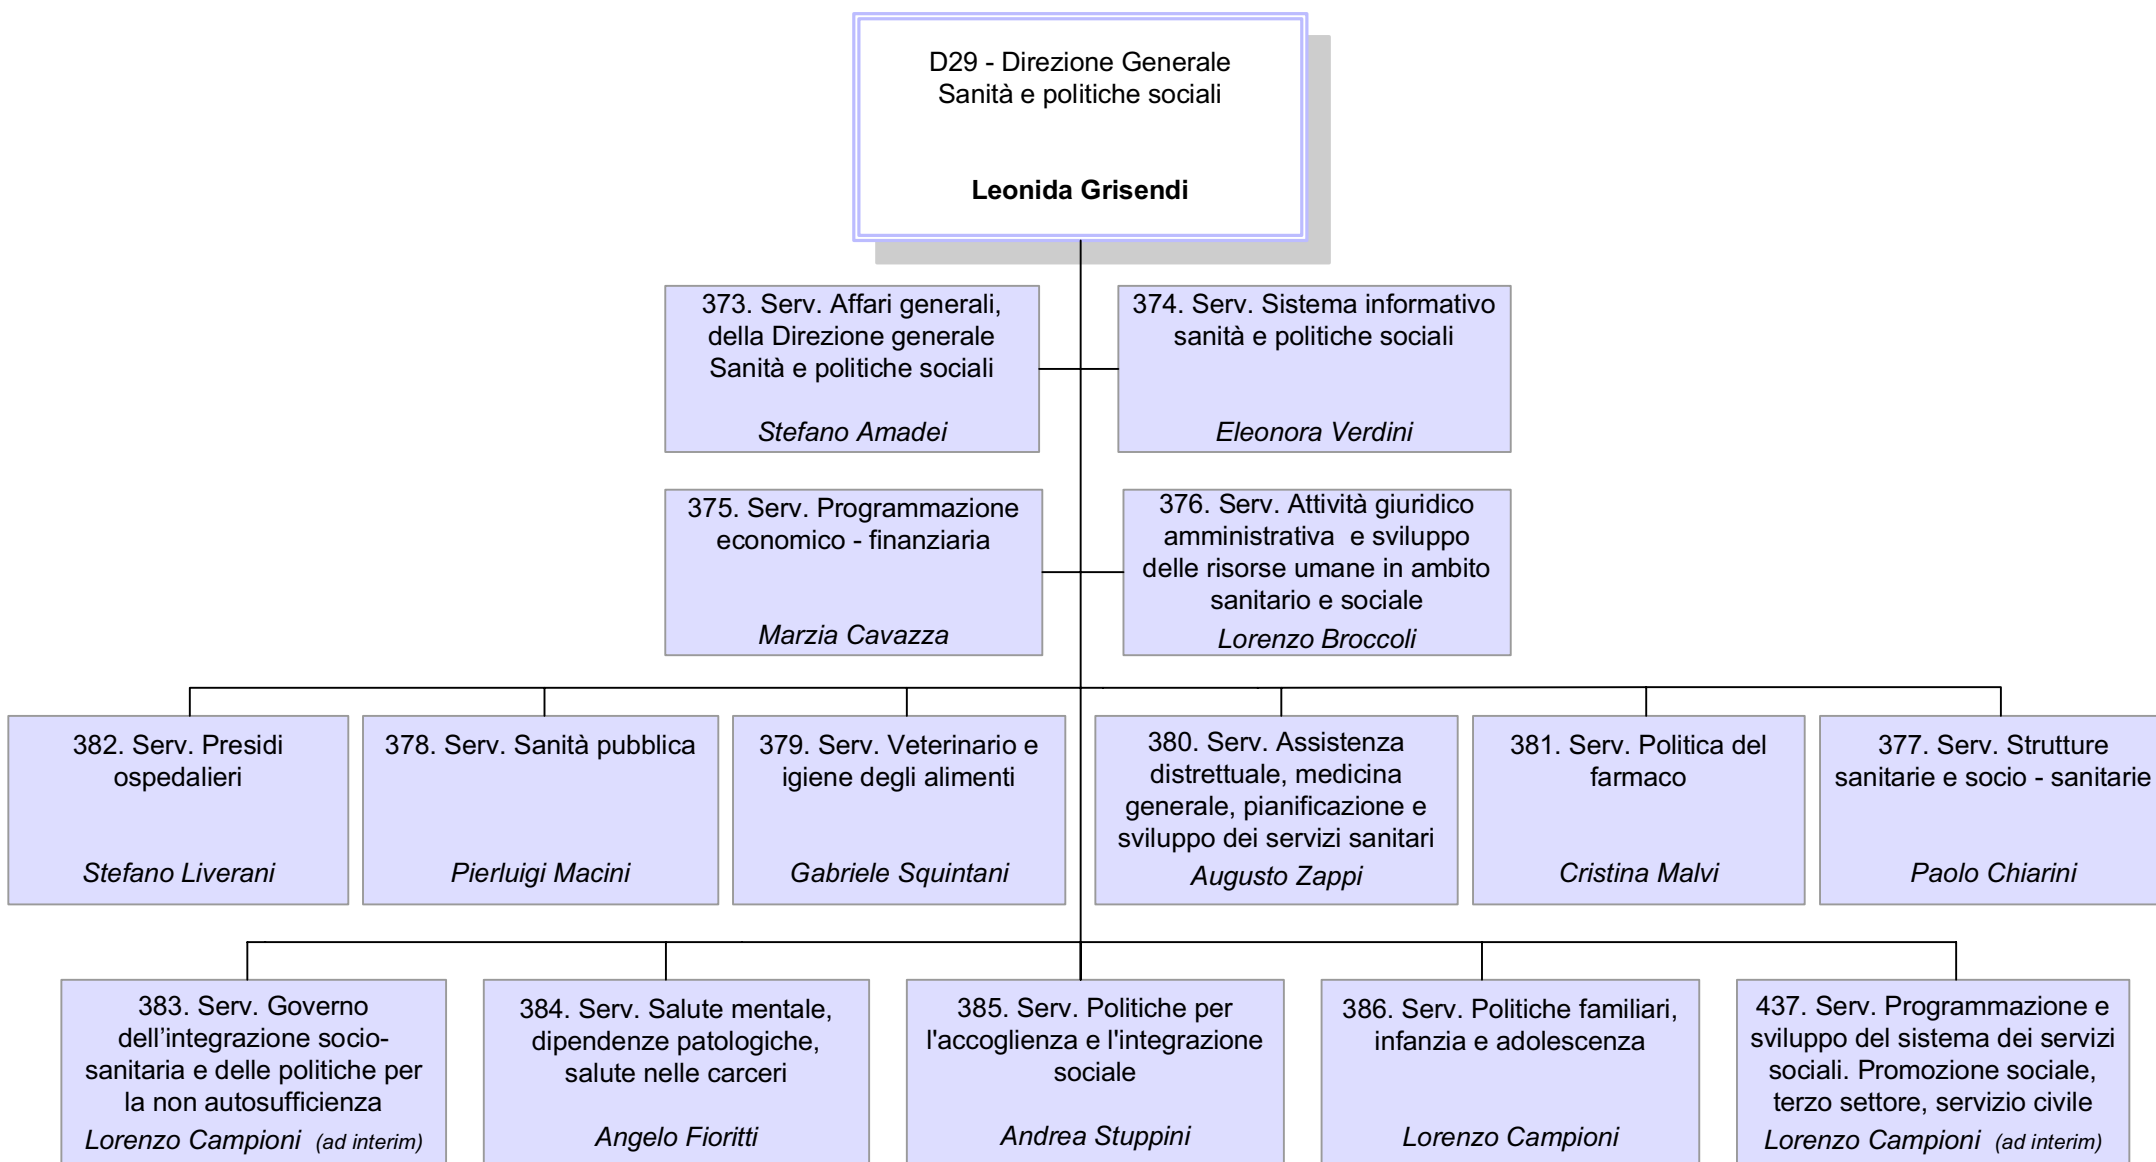 D29 - Direzione Generale
Sanità e politiche sociali
Leonida Grisendi
373. Serv. Affari generali,
della Direzione generale
Sanità e politiche sociali
Stefano Amadei
374. Serv. Sistema informativo
sanità e politiche sociali
Eleonora Verdini
375. Serv. Programmazione
economico - finanziaria
Marzia Cavazza
376. Serv. Attività giuridico
amministrativa e sviluppo
delle risorse umane in ambito
sanitario e sociale
Lorenzo Broccoli
382. Serv. Presidi
ospedalieri
Stefano Liverani
378. Serv. Sanità pubblica
Pierluigi Macini
379. Serv. Veterinario e
igiene degli alimenti
Gabriele Squintani
380. Serv. Assistenza
distrettuale, medicina
generale, pianificazione e
sviluppo dei servizi sanitari
Augusto Zappi
381. Serv. Politica del
farmaco
Cristina Malvi
377. Serv. Strutture
sanitarie e socio - sanitarie
Paolo Chiarini
383. Serv. Governo
dell’integrazione socio-
sanitaria e delle politiche per
la non autosufficienza
Lorenzo Campioni (ad interim)
384. Serv. Salute mentale,
dipendenze patologiche,
salute nelle carceri
Angelo Fioritti
385. Serv. Politiche per
l'accoglienza e l'integrazione
sociale
Andrea Stuppini
386. Serv. Politiche familiari,
infanzia e adolescenza
Lorenzo Campioni
437. Serv. Programmazione e
sviluppo del sistema dei servizi
sociali. Promozione sociale,
terzo settore, servizio civile
Lorenzo Campioni (ad interim)